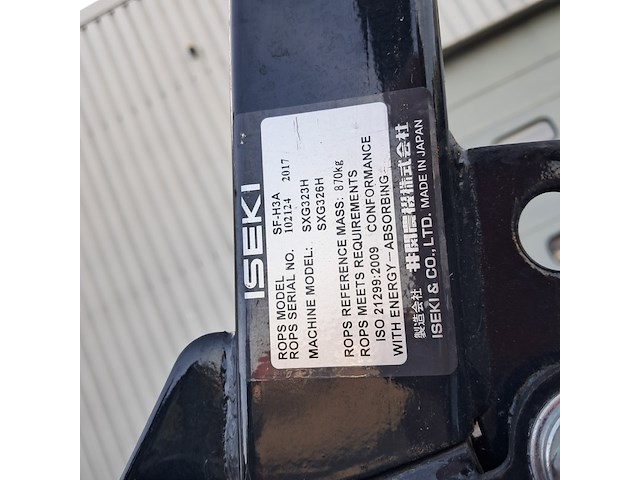 ISEKI
ROPS MODEL SF-H3A
ROPS SERIAL NO. 102124 2017
MACHINE MODEL: SXG323H
SXG326H
ROPS REFERENCE MASS: 870kg
ROPS MEETS REQUIREMENTS
ISO 21299:2009 CONFORMANCE
WITH ENERGY-ABSORBING
製造会社 井関農機株式会社
ISEKI & CO., LTD. MADE IN JAPAN